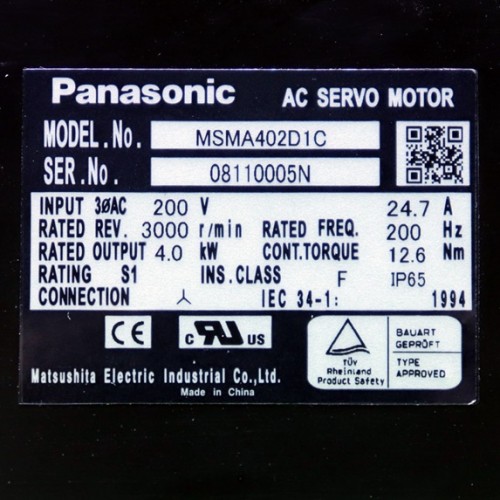 Panasonic AC SERVO MOTOR
MODEL.No. MSMA402D1C
SER.No. 08110005N
INPUT 3ØAC 200 V 24.7 A
RATED REV. 3000 r/min RATED FREQ. 200 Hz
RATED OUTPUT 4.0 kW CONT.TORQUE 12.6 Nm
RATING S1 INS.CLASS F IP65
CONNECTION IEC 34-1: 1994
CE c RU US
TÜV Rheinland Product Safety
BAUART GEPRÜFT
TYPE APPROVED
Matsushita Electric Industrial Co.,Ltd.
Made in China